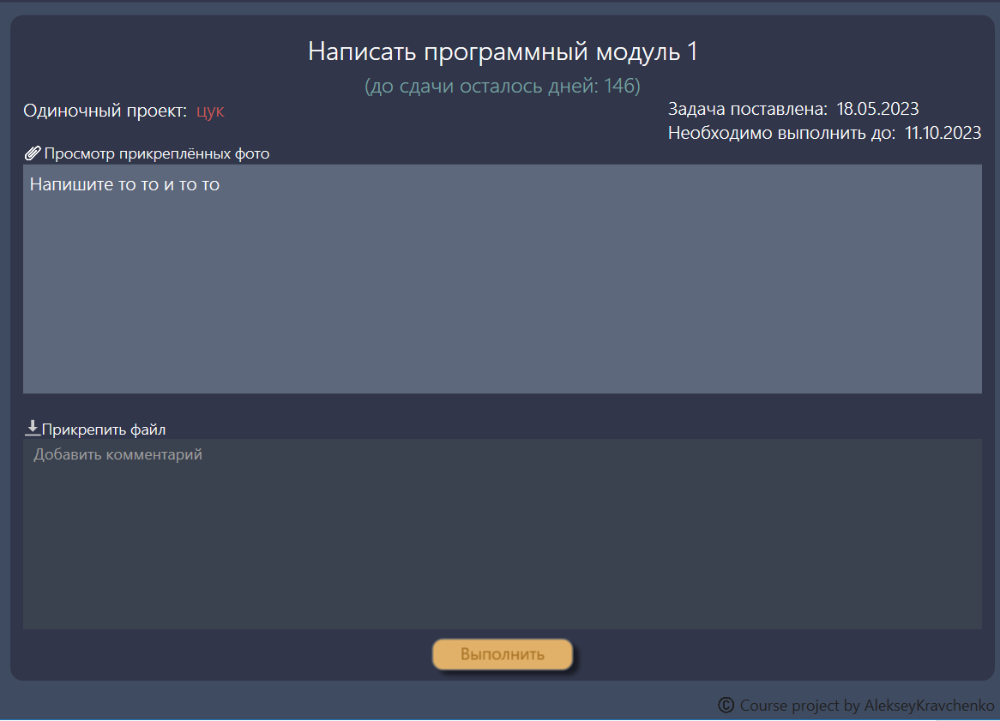 Написать программный модуль 1
(до сдачи осталось дней: 146)
Одиночный проект: цук
Задача поставлена: 18.05.2023
Необходимо выполнить до: 11.10.2023
Просмотр прикреплённых фото
Напишите то то и то то
Прикрепить файл
Добавить комментарий
Выполнить
© Course project by AlekseyKravchenko